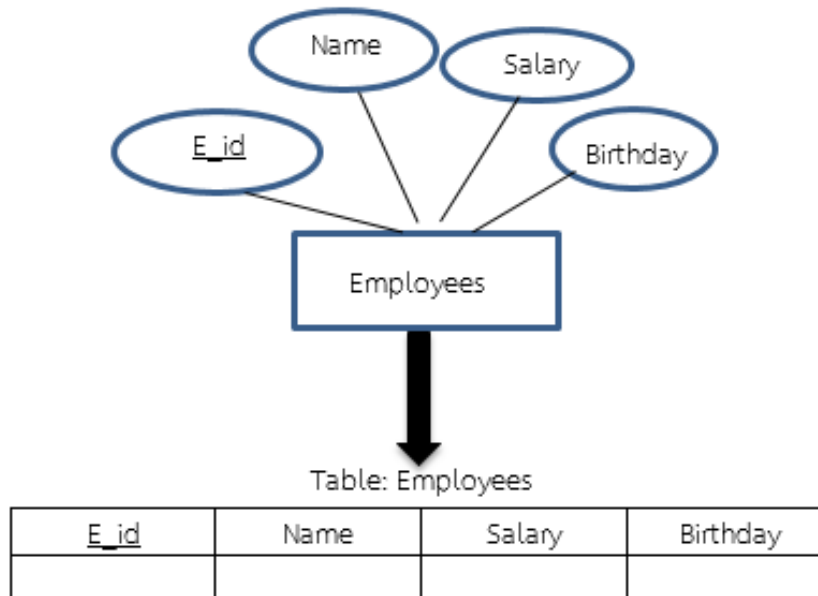 Name
Salary
E_id
Birthday
Employees
Table: Employees
E_id Name Salary Birthday